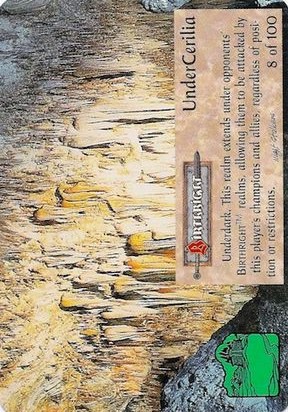 UnderCerilia
BIRTHRIGHT
Underdark. This realm extends under opponents'
BIRTHRIGHT™ realms, allowing them to be attacked by
this player's champions and allies, regardless of posi-
tion or restrictions.
8 of 100